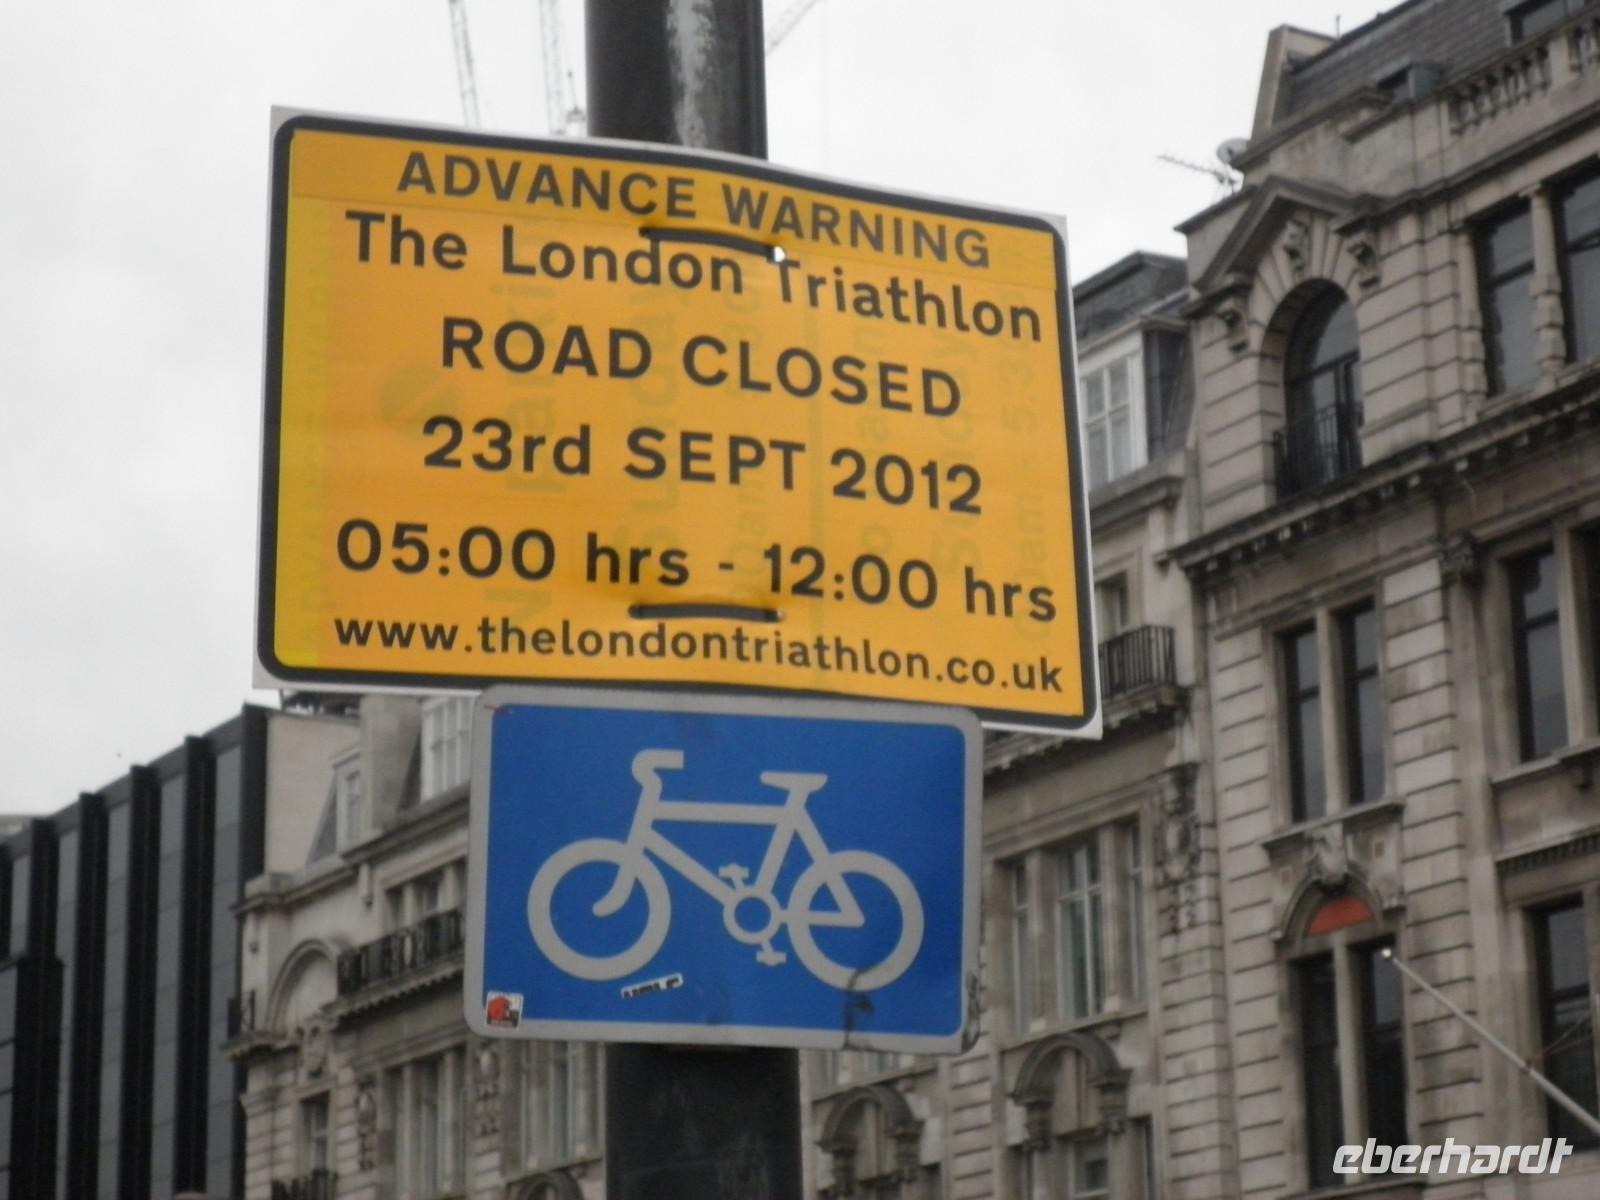 ADVANCE WARNING
The London Triathlon
ROAD CLOSED
23rd SEPT 2012
05:00 hrs - 12:00 hrs
www.thelondontriathlon.co.uk
eberhardt